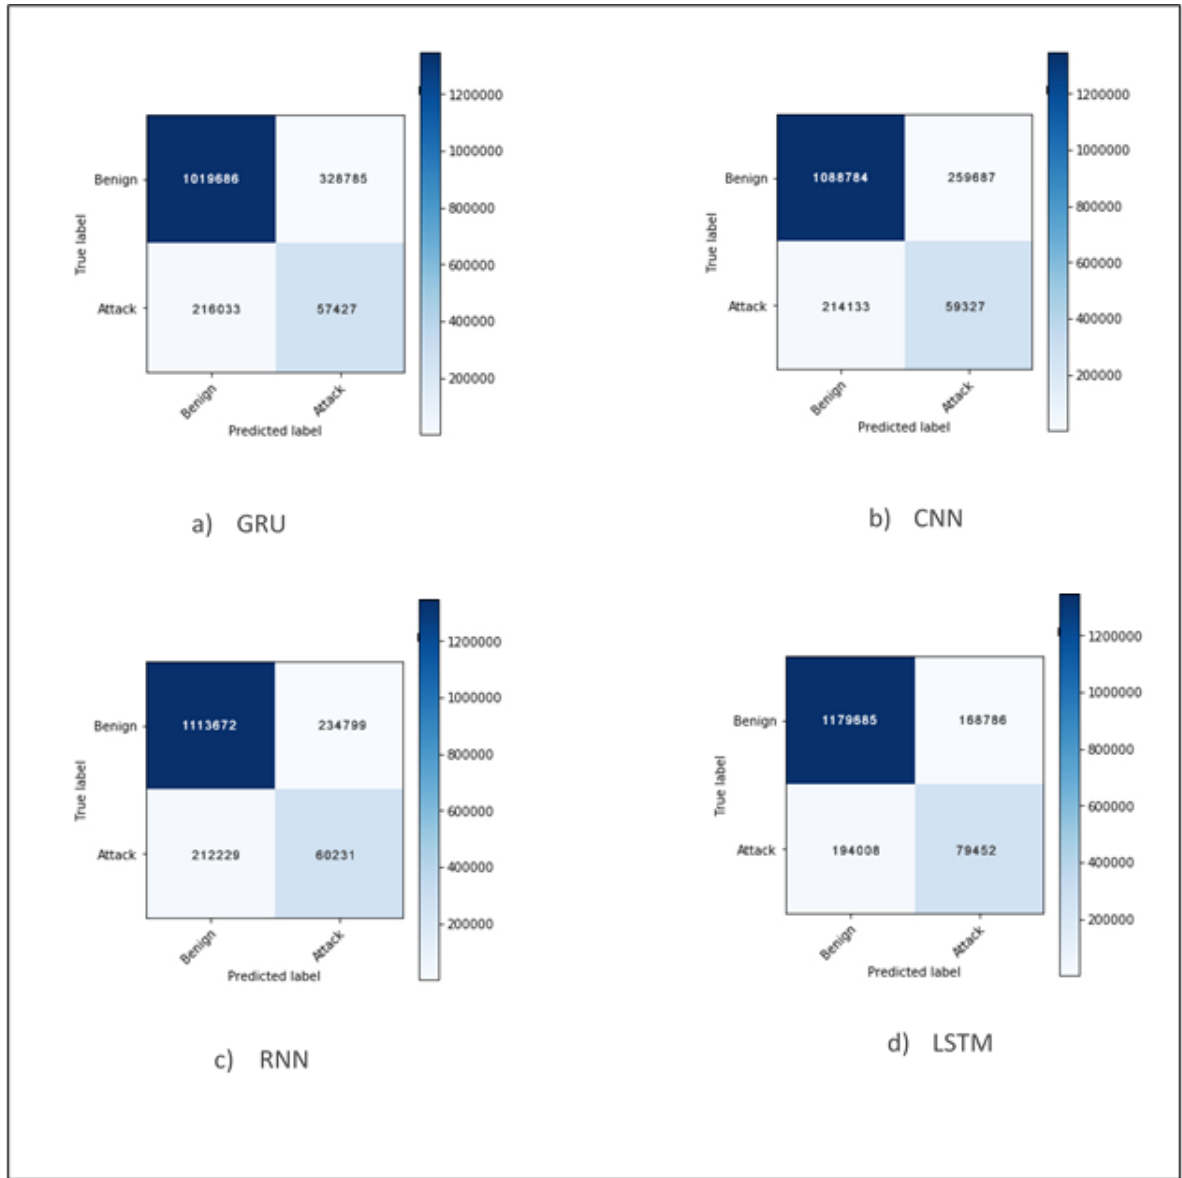 1200000
1000000
800000
600000
400000
200000
Benign
Attack
True label
1019686 328785
216033 57427
Benign Attack
Predicted label
a) GRU
1200000
1000000
800000
600000
400000
200000
Benign
Attack
True label
1088784 259687
214133 59327
Benign Attack
Predicted label
b) CNN
1200000
1000000
800000
600000
400000
200000
Benign
Attack
True label
1113672 234799
212229 60231
Benign Attack
Predicted label
c) RNN
1200000
1000000
800000
600000
400000
200000
Benign
Attack
True label
1179685 168786
194008 79452
Benign Attack
Predicted label
d) LSTM